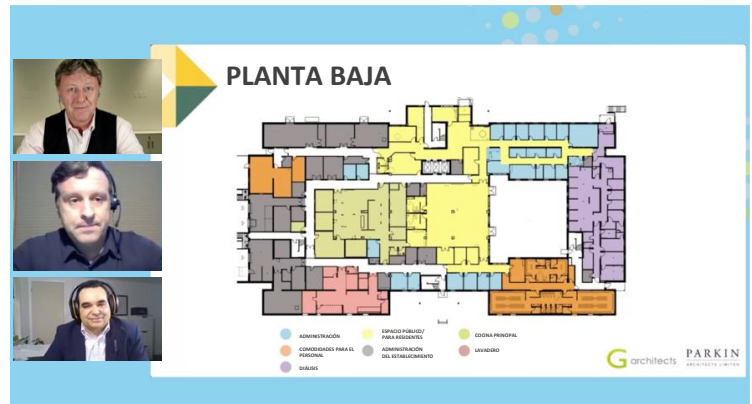 PLANTA BAJA
ADMINISTRACIÓN
ESPACIO PÚBLICO/
PARA RESIDENTES
COCINA PRINCIPAL
COMODIDADES PARA EL
PERSONAL
ADMINISTRACIÓN
DEL ESTABLECIMIENTO
LAVADERO
DIÁLISIS
G architects
PARKIN
ARCHITECTS LIMITED